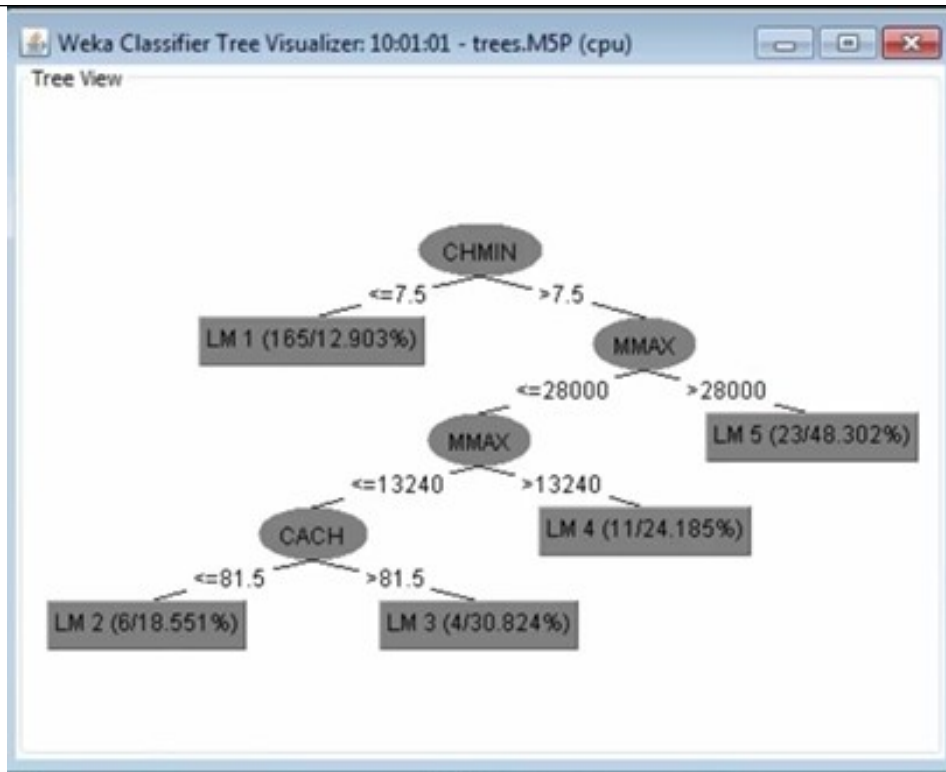 Weka Classifier Tree Visualizer: 10:01:01 - trees.M5P (cpu)
Tree View
CHMIN
<=7.5 >7.5
LM 1 (165/12.903%)
MMAX
<=28000 >28000
LM 5 (23/48.302%)
MMAX
<=13240 >13240
LM 4 (11/24.185%)
CACH
<=81.5 >81.5
LM 2 (6/18.551%) LM 3 (4/30.824%)